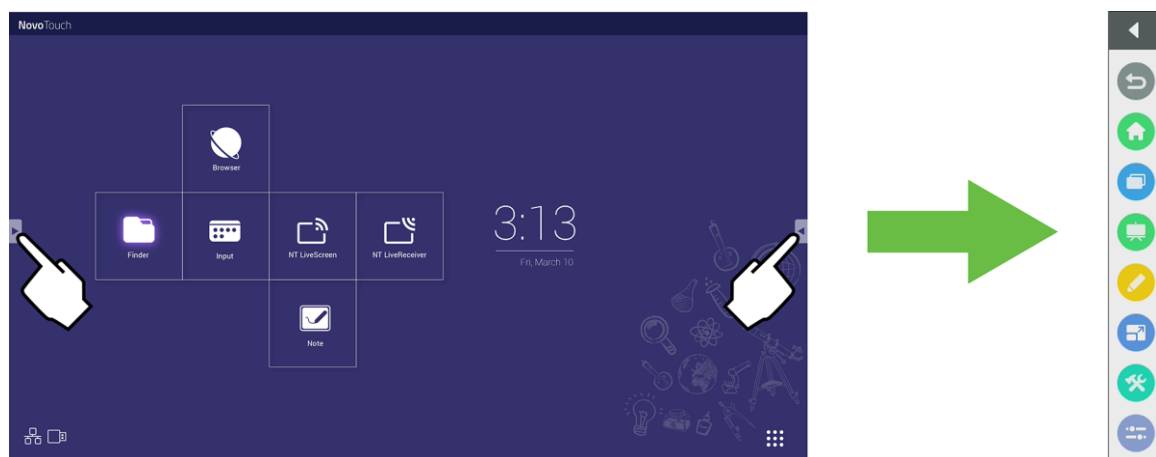 NovoTouch
Browser
Finder
Input
NT LiveScreen
NT LiveReceiver
3:13
Fri, March 10
Note